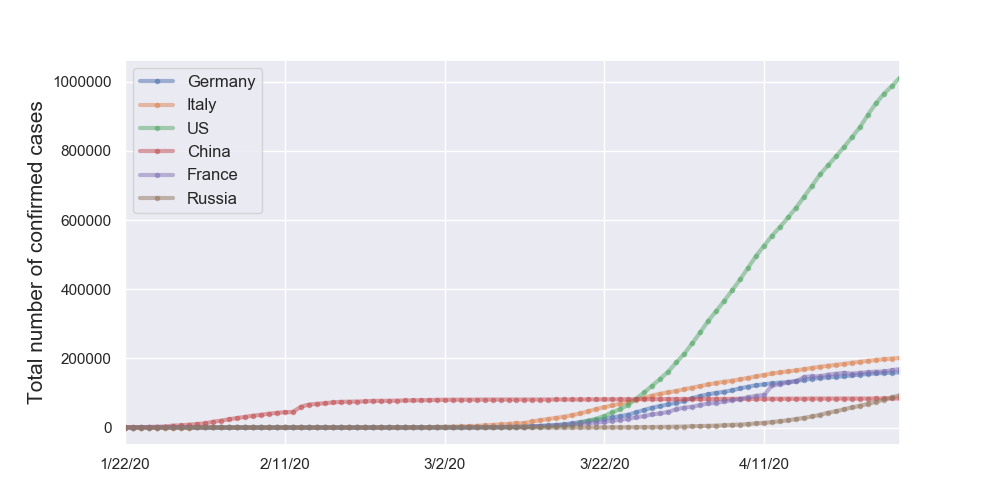 Total number of confirmed cases
1000000
800000
600000
400000
200000
0
Germany
Italy
US
China
France
Russia
1/22/20
2/11/20
3/2/20
3/22/20
4/11/20